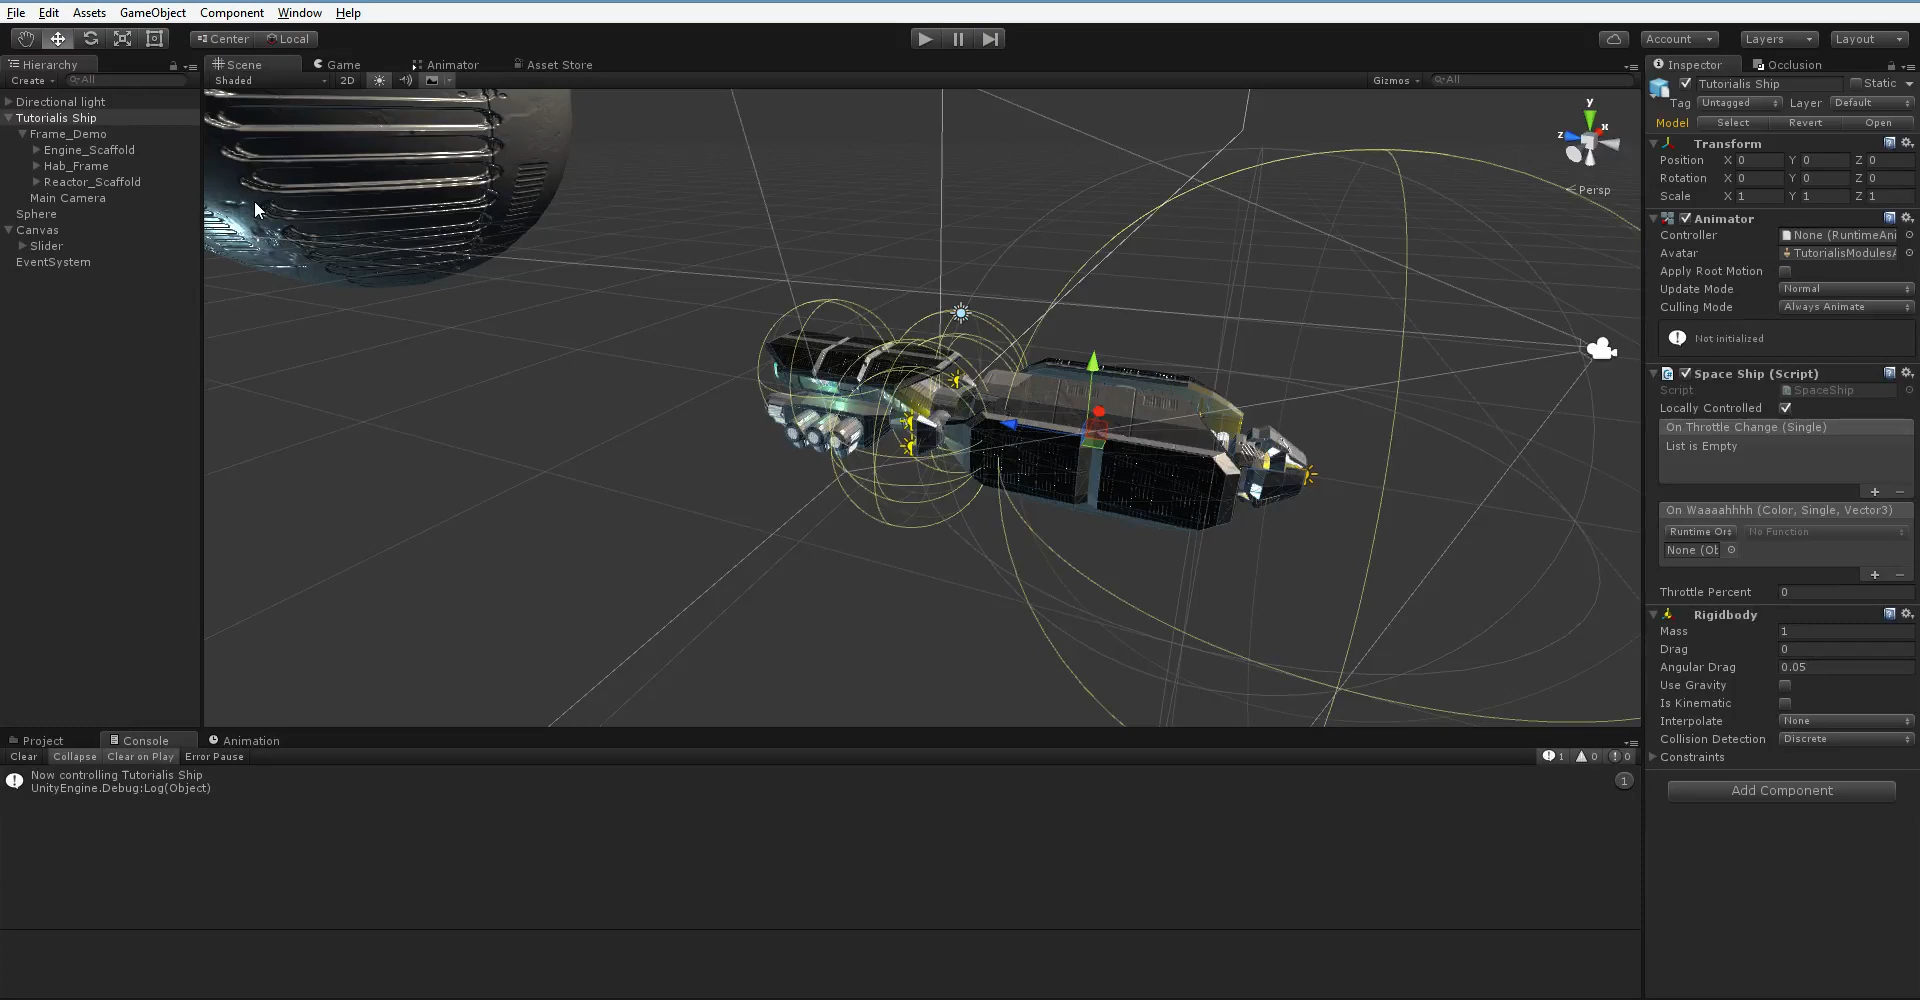 File Edit Assets GameObject Component Window Help
Center Local
Account Layers Layout
Hierarchy
Create All
Scene Game Animator Asset Store
Shaded 2D Gizmos All
Inspector Occlusion
Directional light
Tutorialis Ship
Frame_Demo
Engine_Scaffold
Hab_Frame
Reactor_Scaffold
Main Camera
Sphere
Canvas
Slider
EventSystem
y
x
z
Persp
Tutorialis Ship Static
Tag Untagged Layer Default
Model Select Revert Open
Transform
Position X 0 Y 0 Z 0
Rotation X 0 Y 0 Z 0
Scale X 1 Y 1 Z 1
Animator
Controller None (RuntimeAni
Avatar TutorialisModulesA
Apply Root Motion
Update Mode Normal
Culling Mode Always Animate
Not initialized
Space Ship (Script)
Script SpaceShip
Locally Controlled
On Throttle Change (Single)
List is Empty
On Waaaahhhh (Color, Single, Vector3)
Runtime On No Function
None (Ob
Throttle Percent 0
Rigidbody
Mass 1
Drag 0
Angular Drag 0.05
Use Gravity
Is Kinematic
Interpolate None
Collision Detection Discrete
Constraints
Add Component
Project Console Animation
Clear Collapse Clear on Play Error Pause 1 0 0
Now controlling Tutorialis Ship
UnityEngine.Debug:Log(Object)
1